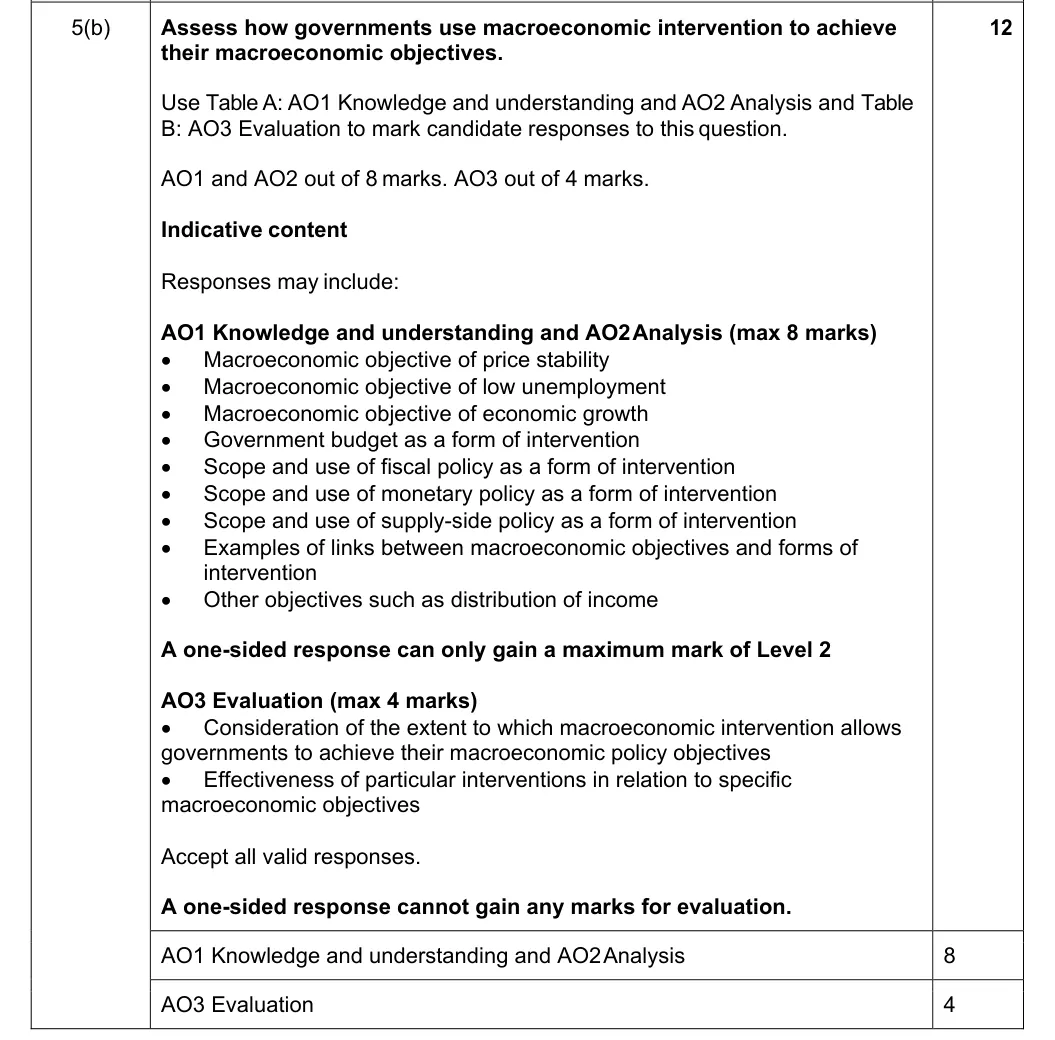 5(b) Assess how governments use macroeconomic intervention to achieve 12
their macroeconomic objectives.
Use Table A: AO1 Knowledge and understanding and AO2 Analysis and Table
B: AO3 Evaluation to mark candidate responses to this question.
AO1 and AO2 out of 8 marks. AO3 out of 4 marks.
Indicative content
Responses may include:
AO1 Knowledge and understanding and AO2 Analysis (max 8 marks)
• Macroeconomic objective of price stability
• Macroeconomic objective of low unemployment
• Macroeconomic objective of economic growth
• Government budget as a form of intervention
• Scope and use of fiscal policy as a form of intervention
• Scope and use of monetary policy as a form of intervention
• Scope and use of supply-side policy as a form of intervention
• Examples of links between macroeconomic objectives and forms of
intervention
• Other objectives such as distribution of income
A one-sided response can only gain a maximum mark of Level 2
AO3 Evaluation (max 4 marks)
• Consideration of the extent to which macroeconomic intervention allows
governments to achieve their macroeconomic policy objectives
• Effectiveness of particular interventions in relation to specific
macroeconomic objectives
Accept all valid responses.
A one-sided response cannot gain any marks for evaluation.
AO1 Knowledge and understanding and AO2 Analysis 8
AO3 Evaluation 4